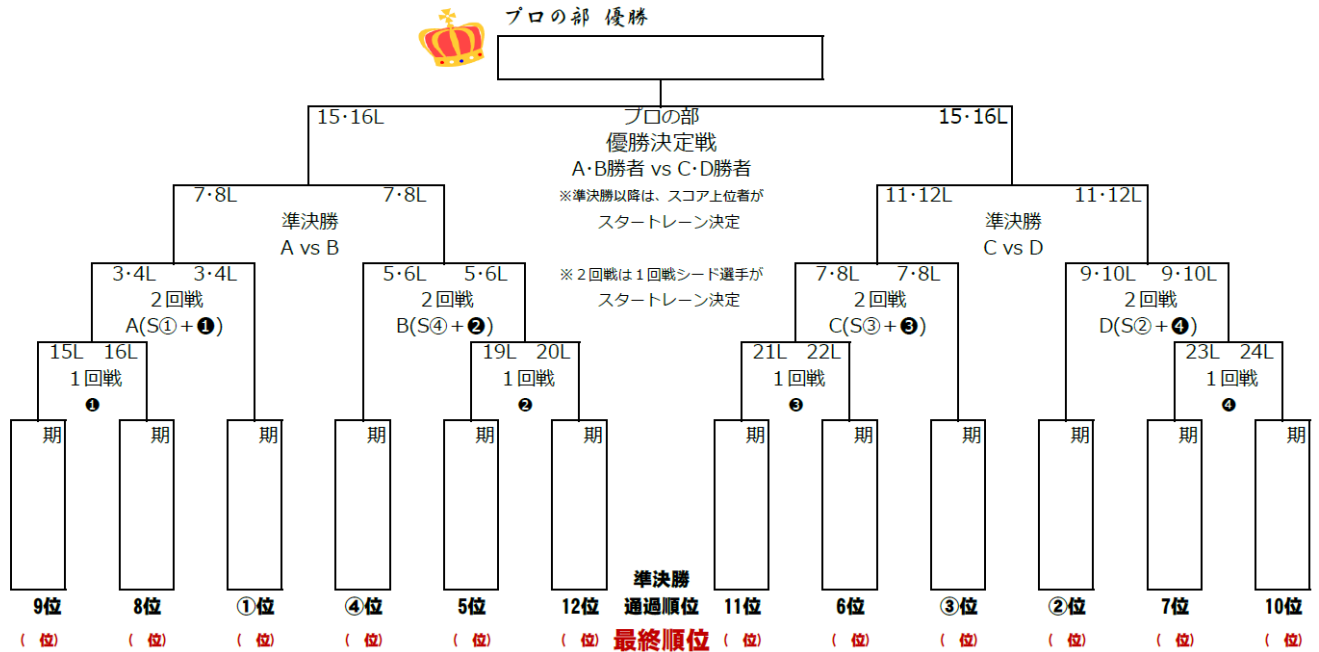 プロの部 優勝
15･16L プロの部 15･16L
優勝決定戦
A･B勝者 vs C･D勝者
7･8L 7･8L ※準決勝以降は、スコア上位者が 11･12L 11･12L
準決勝 スタートレーン決定 準決勝
A vs B C vs D
3･4L 3･4L 5･6L 5･6L ※２回戦は１回戦シード選手が 7･8L 7･8L 9･10L 9･10L
２回戦 ２回戦 スタートレーン決定 ２回戦 ２回戦
A(S①＋❶) B(S④＋❷) C(S③＋❸) D(S②＋❹)
15L 16L 19L 20L 21L 22L 23L 24L
１回戦 １回戦 １回戦 １回戦
❶ ❷ ❸ ❹
期 期 期 期 期 期 期 期 期 期 期 期
準決勝
9位 8位 ①位 ④位 5位 12位 通過順位 11位 6位 ③位 ②位 7位 10位
( 位) ( 位) ( 位) ( 位) ( 位) ( 位) 最終順位 ( 位) ( 位) ( 位) ( 位) ( 位) ( 位)